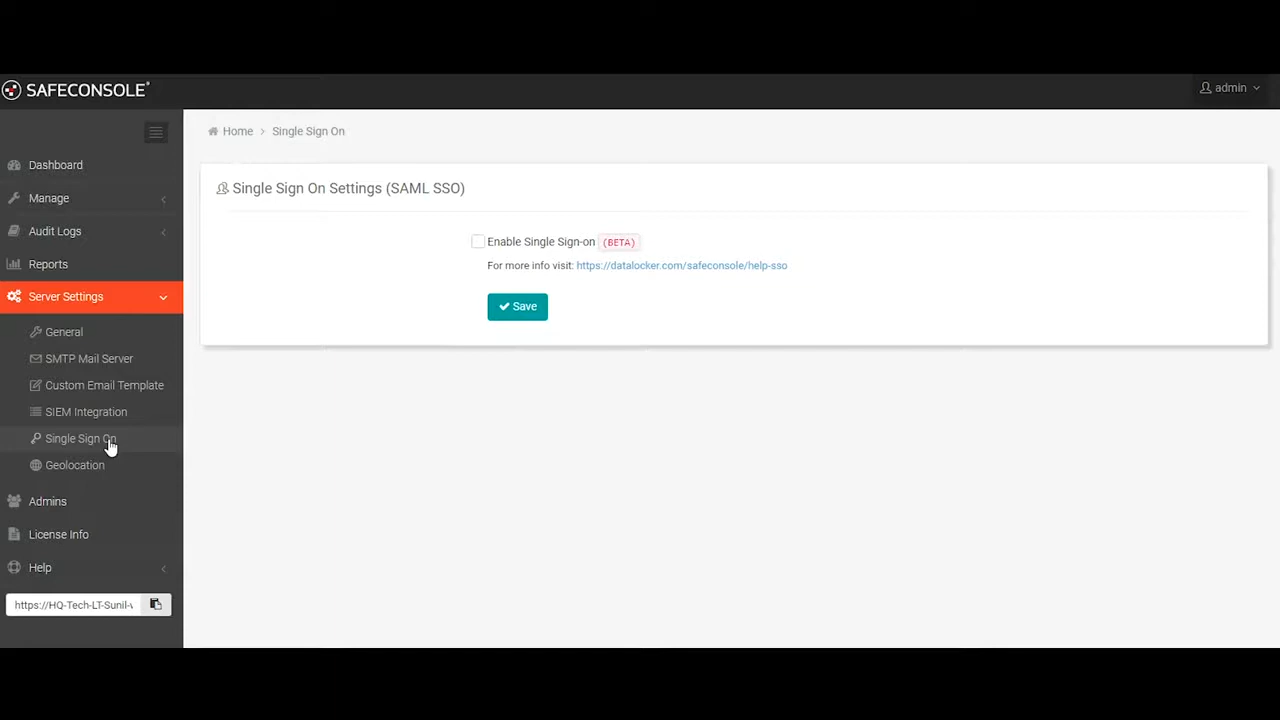 SAFECONSOLE®
admin
Home > Single Sign On
Dashboard
Manage
Audit Logs
Reports
Server Settings
General
SMTP Mail Server
Custom Email Template
SIEM Integration
Single Sign On
Geolocation
Admins
License Info
Help
https://HQ-Tech-LT-Sunil-
Single Sign On Settings (SAML SSO)
Enable Single Sign-on (BETA)
For more info visit: https://datalocker.com/safeconsole/help-sso
Save